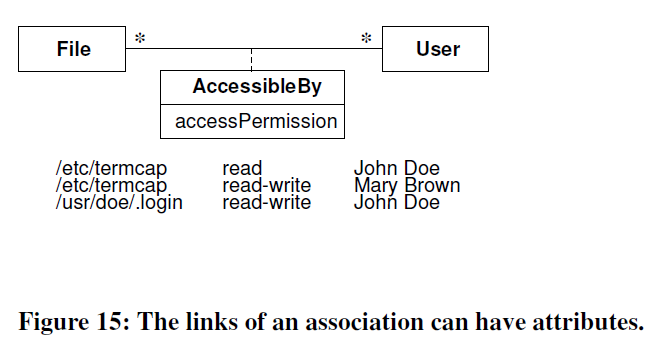 File * * User
AccessibleBy
accessPermission
/etc/termcap read John Doe
/etc/termcap read-write Mary Brown
/usr/doe/.login read-write John Doe
Figure 15: The links of an association can have attributes.